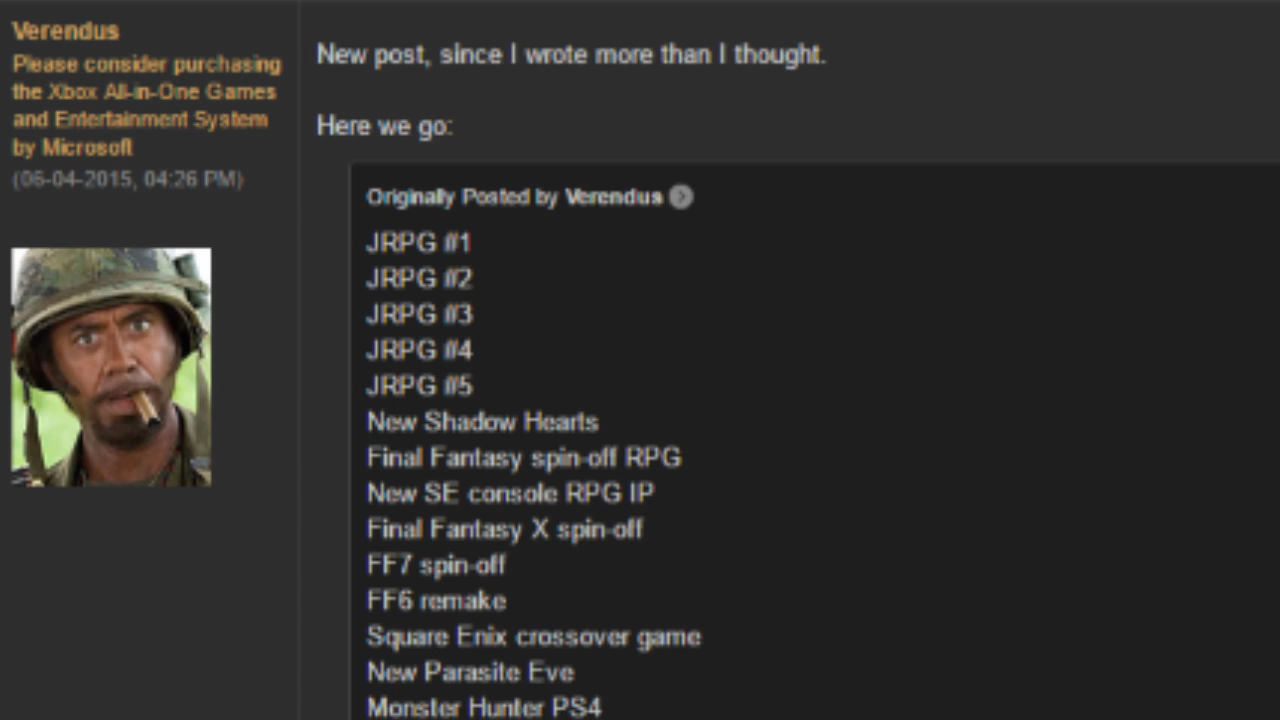 Verendus
Please consider purchasing
the Xbox All-in-One Games
and Entertainment System
by Microsoft
(06-04-2015, 04:26 PM)
New post, since I wrote more than I thought.
Here we go:
Originally Posted by Verendus
JRPG #1
JRPG #2
JRPG #3
JRPG #4
JRPG #5
New Shadow Hearts
Final Fantasy spin-off RPG
New SE console RPG IP
Final Fantasy X spin-off
FF7 spin-off
FF6 remake
Square Enix crossover game
New Parasite Eve
Monster Hunter PS4